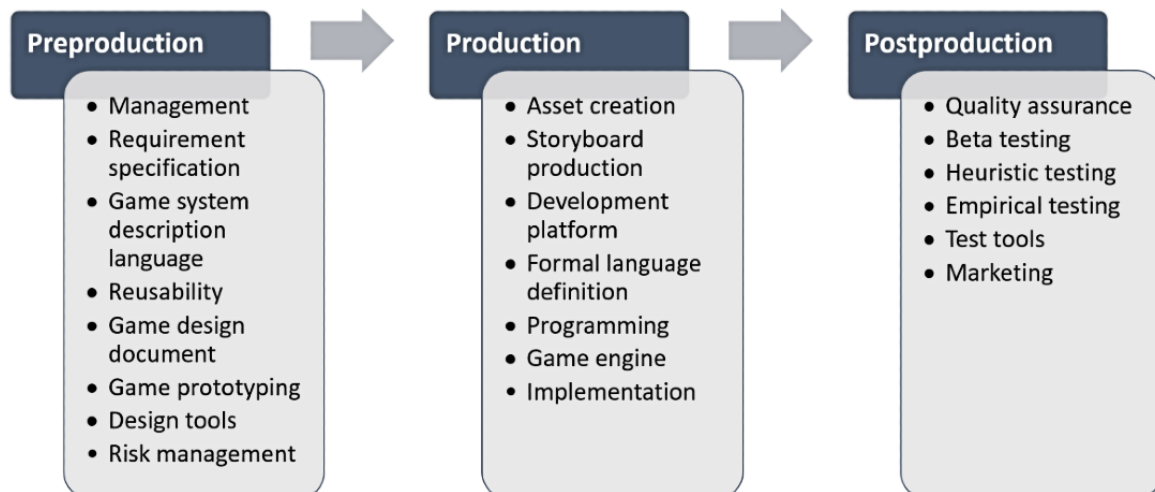 Preproduction
• Management
• Requirement
specification
• Game system
description
language
• Reusability
• Game design
document
• Game prototyping
• Design tools
• Risk management
Production
• Asset creation
• Storyboard
production
• Development
platform
• Formal language
definition
• Programming
• Game engine
• Implementation
Postproduction
• Quality assurance
• Beta testing
• Heuristic testing
• Empirical testing
• Test tools
• Marketing